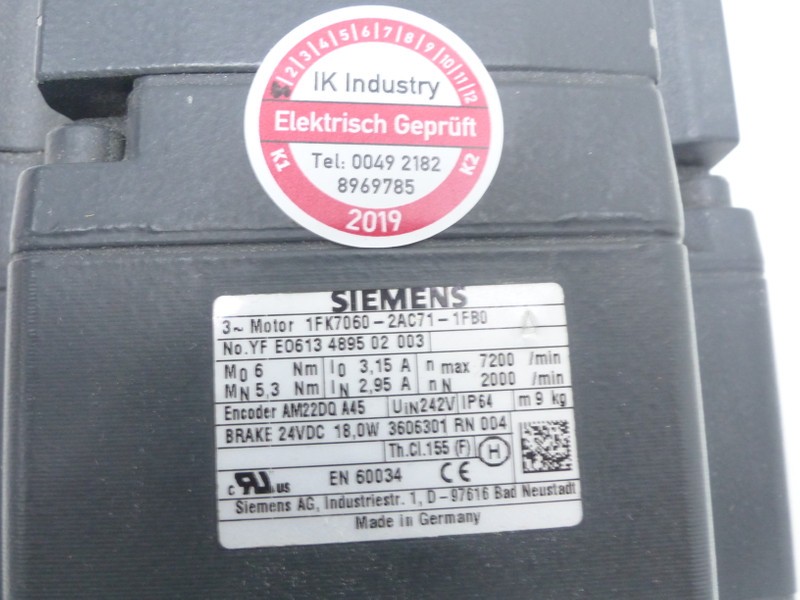 2 3 4 5 6 7 8 9 10 11 12
IK Industry
Elektrisch Geprüft
K1 Tel: 0049 2182 K2
8969785
2019
SIEMENS
3~ Motor 1FK7060-2AC71-1FB0 A
No.YF E0613 4895 02 003
M0 6 Nm I0 3,15 A n max 7200 /min
MN 5,3 Nm IN 2,95 A n N 2000 /min
Encoder AM22DQ A45 UIN242V IP64 m 9 kg
BRAKE 24VDC 18,0W 3606301 RN 004
Th.Cl.155 (F) H
c RU us EN 60034 CE
Siemens AG, Industriestr. 1, D-97616 Bad Neustadt
Made in Germany